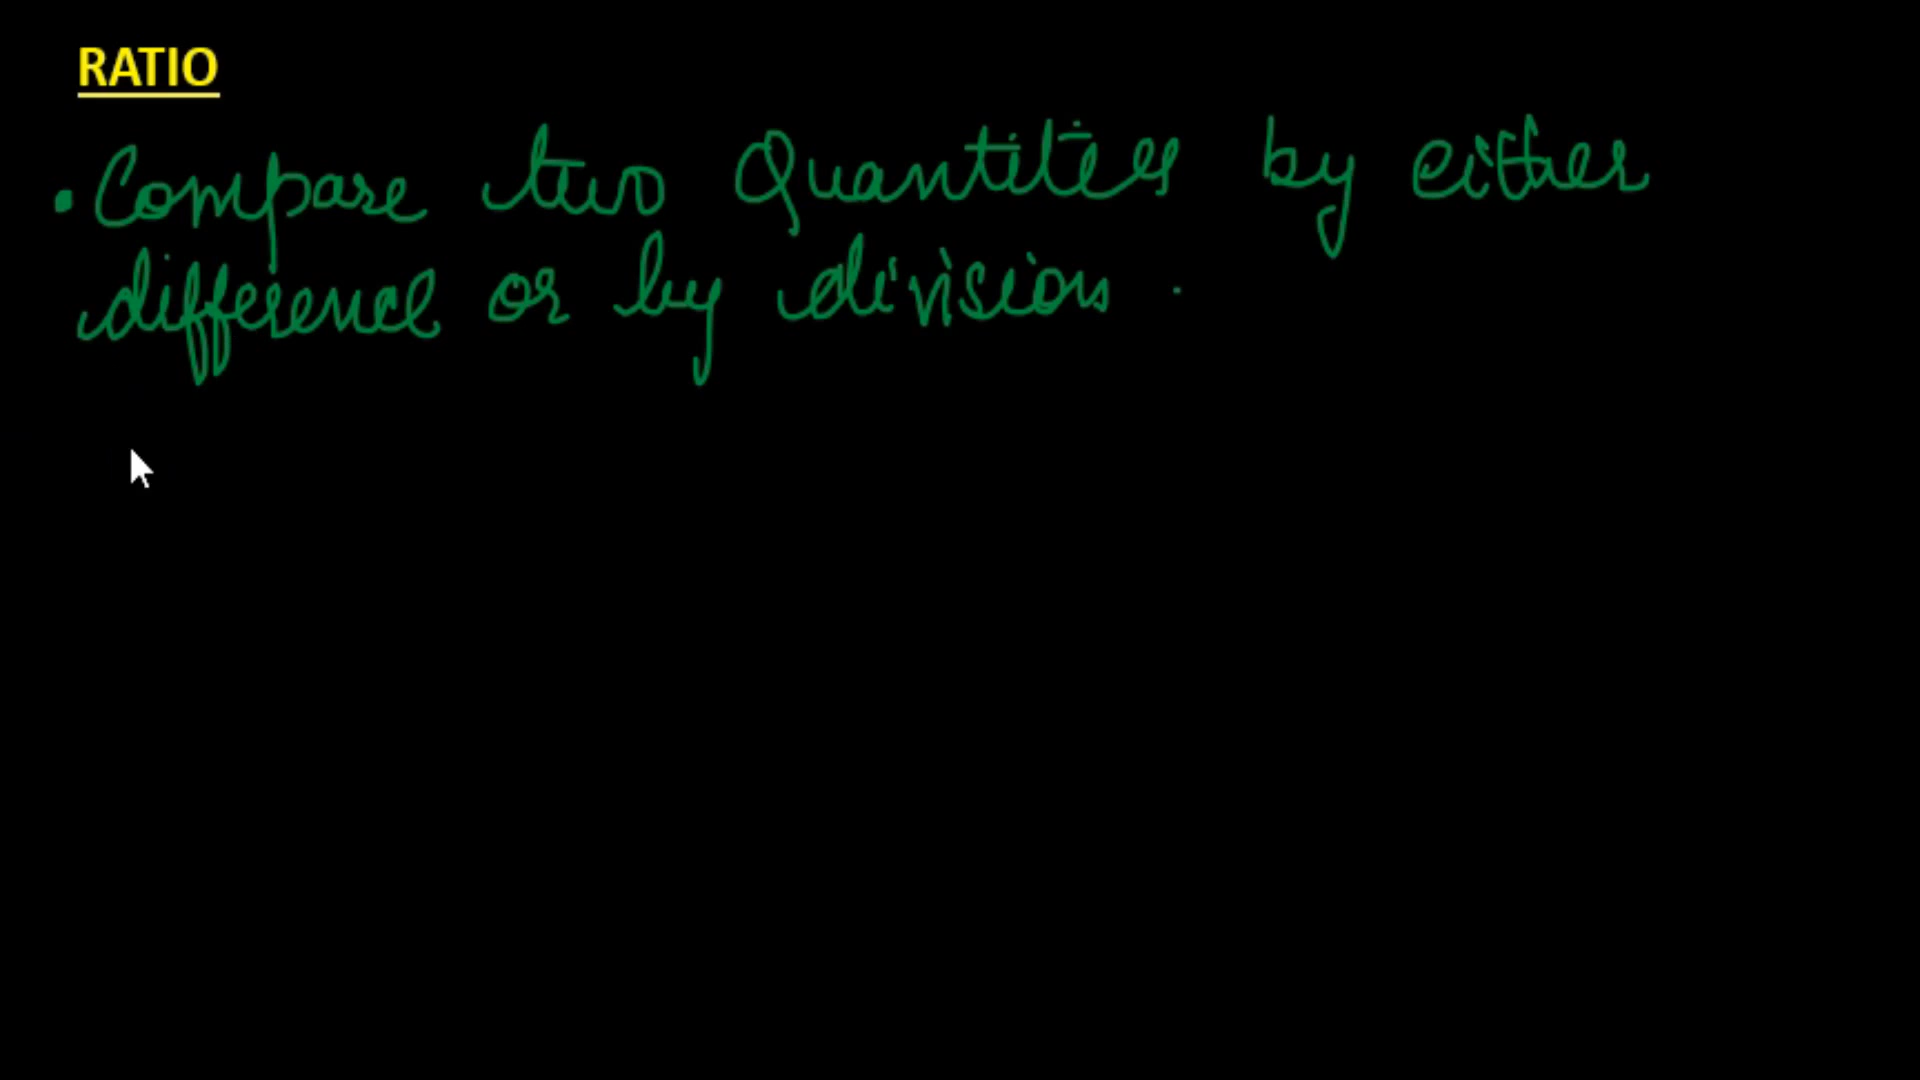 RATIO
• Compare two Quantities by either
difference or by division.